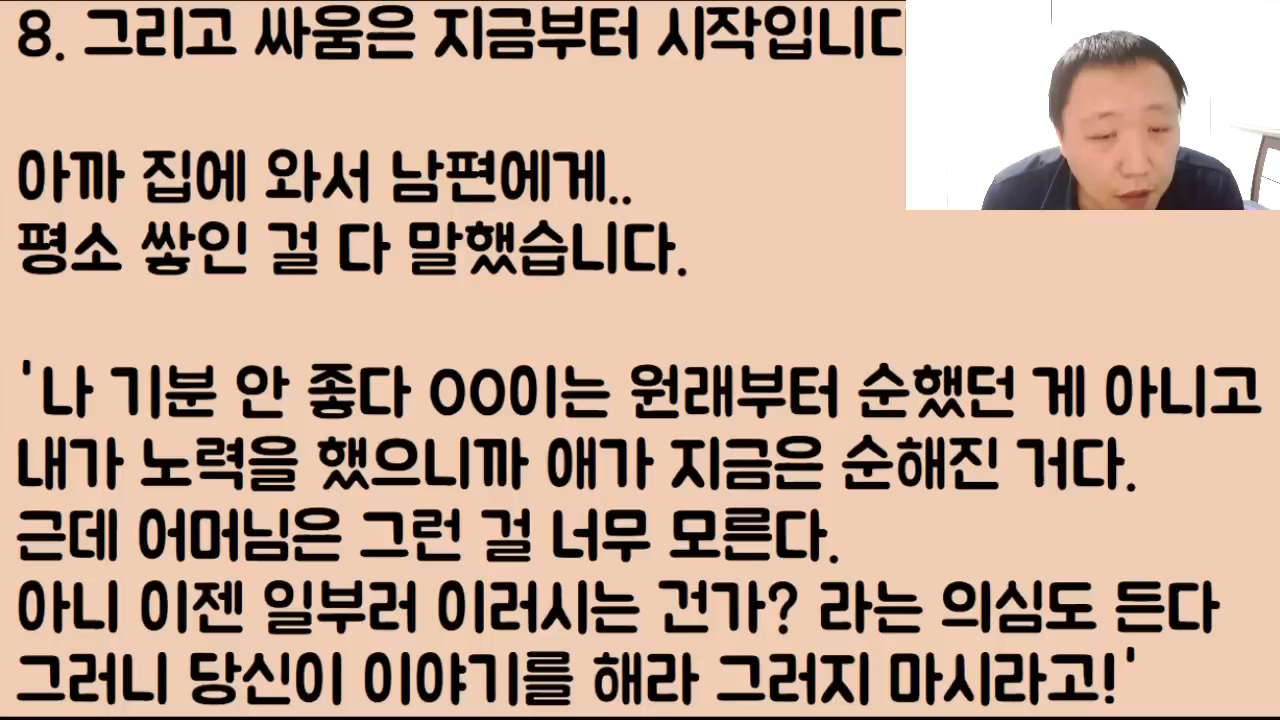 8. 그리고 싸움은 지금부터 시작입니다
아까 집에 와서 남편에게..
평소 쌓인 걸 다 말했습니다.
'나 기분 안 좋다 OO이는 원래부터 순했던 게 아니고
내가 노력을 했으니까 애가 지금은 순해진 거다.
근데 어머님은 그런 걸 너무 모른다.
아니 이젠 일부러 이러시는 건가? 라는 의심도 든다
그러니 당신이 이야기를 해라 그러지 마시라고!'